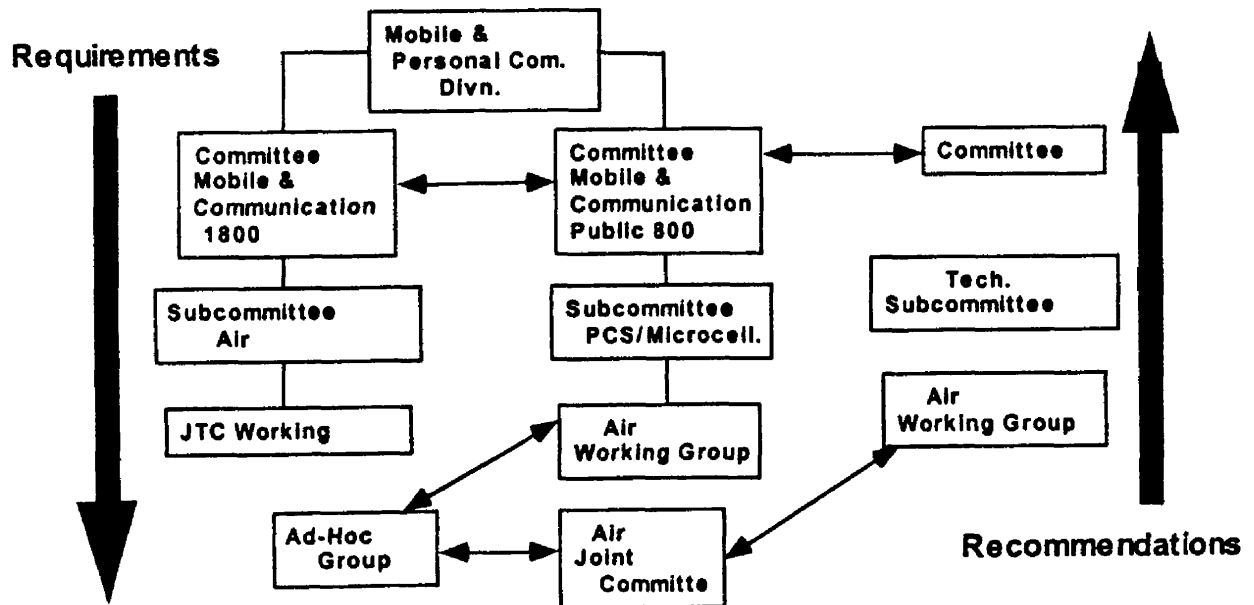 Requirements
Mobile &
Personal Com.
Divn.
Committee
Mobile &
Communication
1800
Committee
Mobile &
Communication
Public 800
Committee
Subcommittee
Air
Subcommittee
PCS/Microcell.
Tech.
Subcommittee
JTC Working
Air
Working Group
Air
Working Group
Ad-Hoc
Group
Air
Joint
Committe
Recommendations